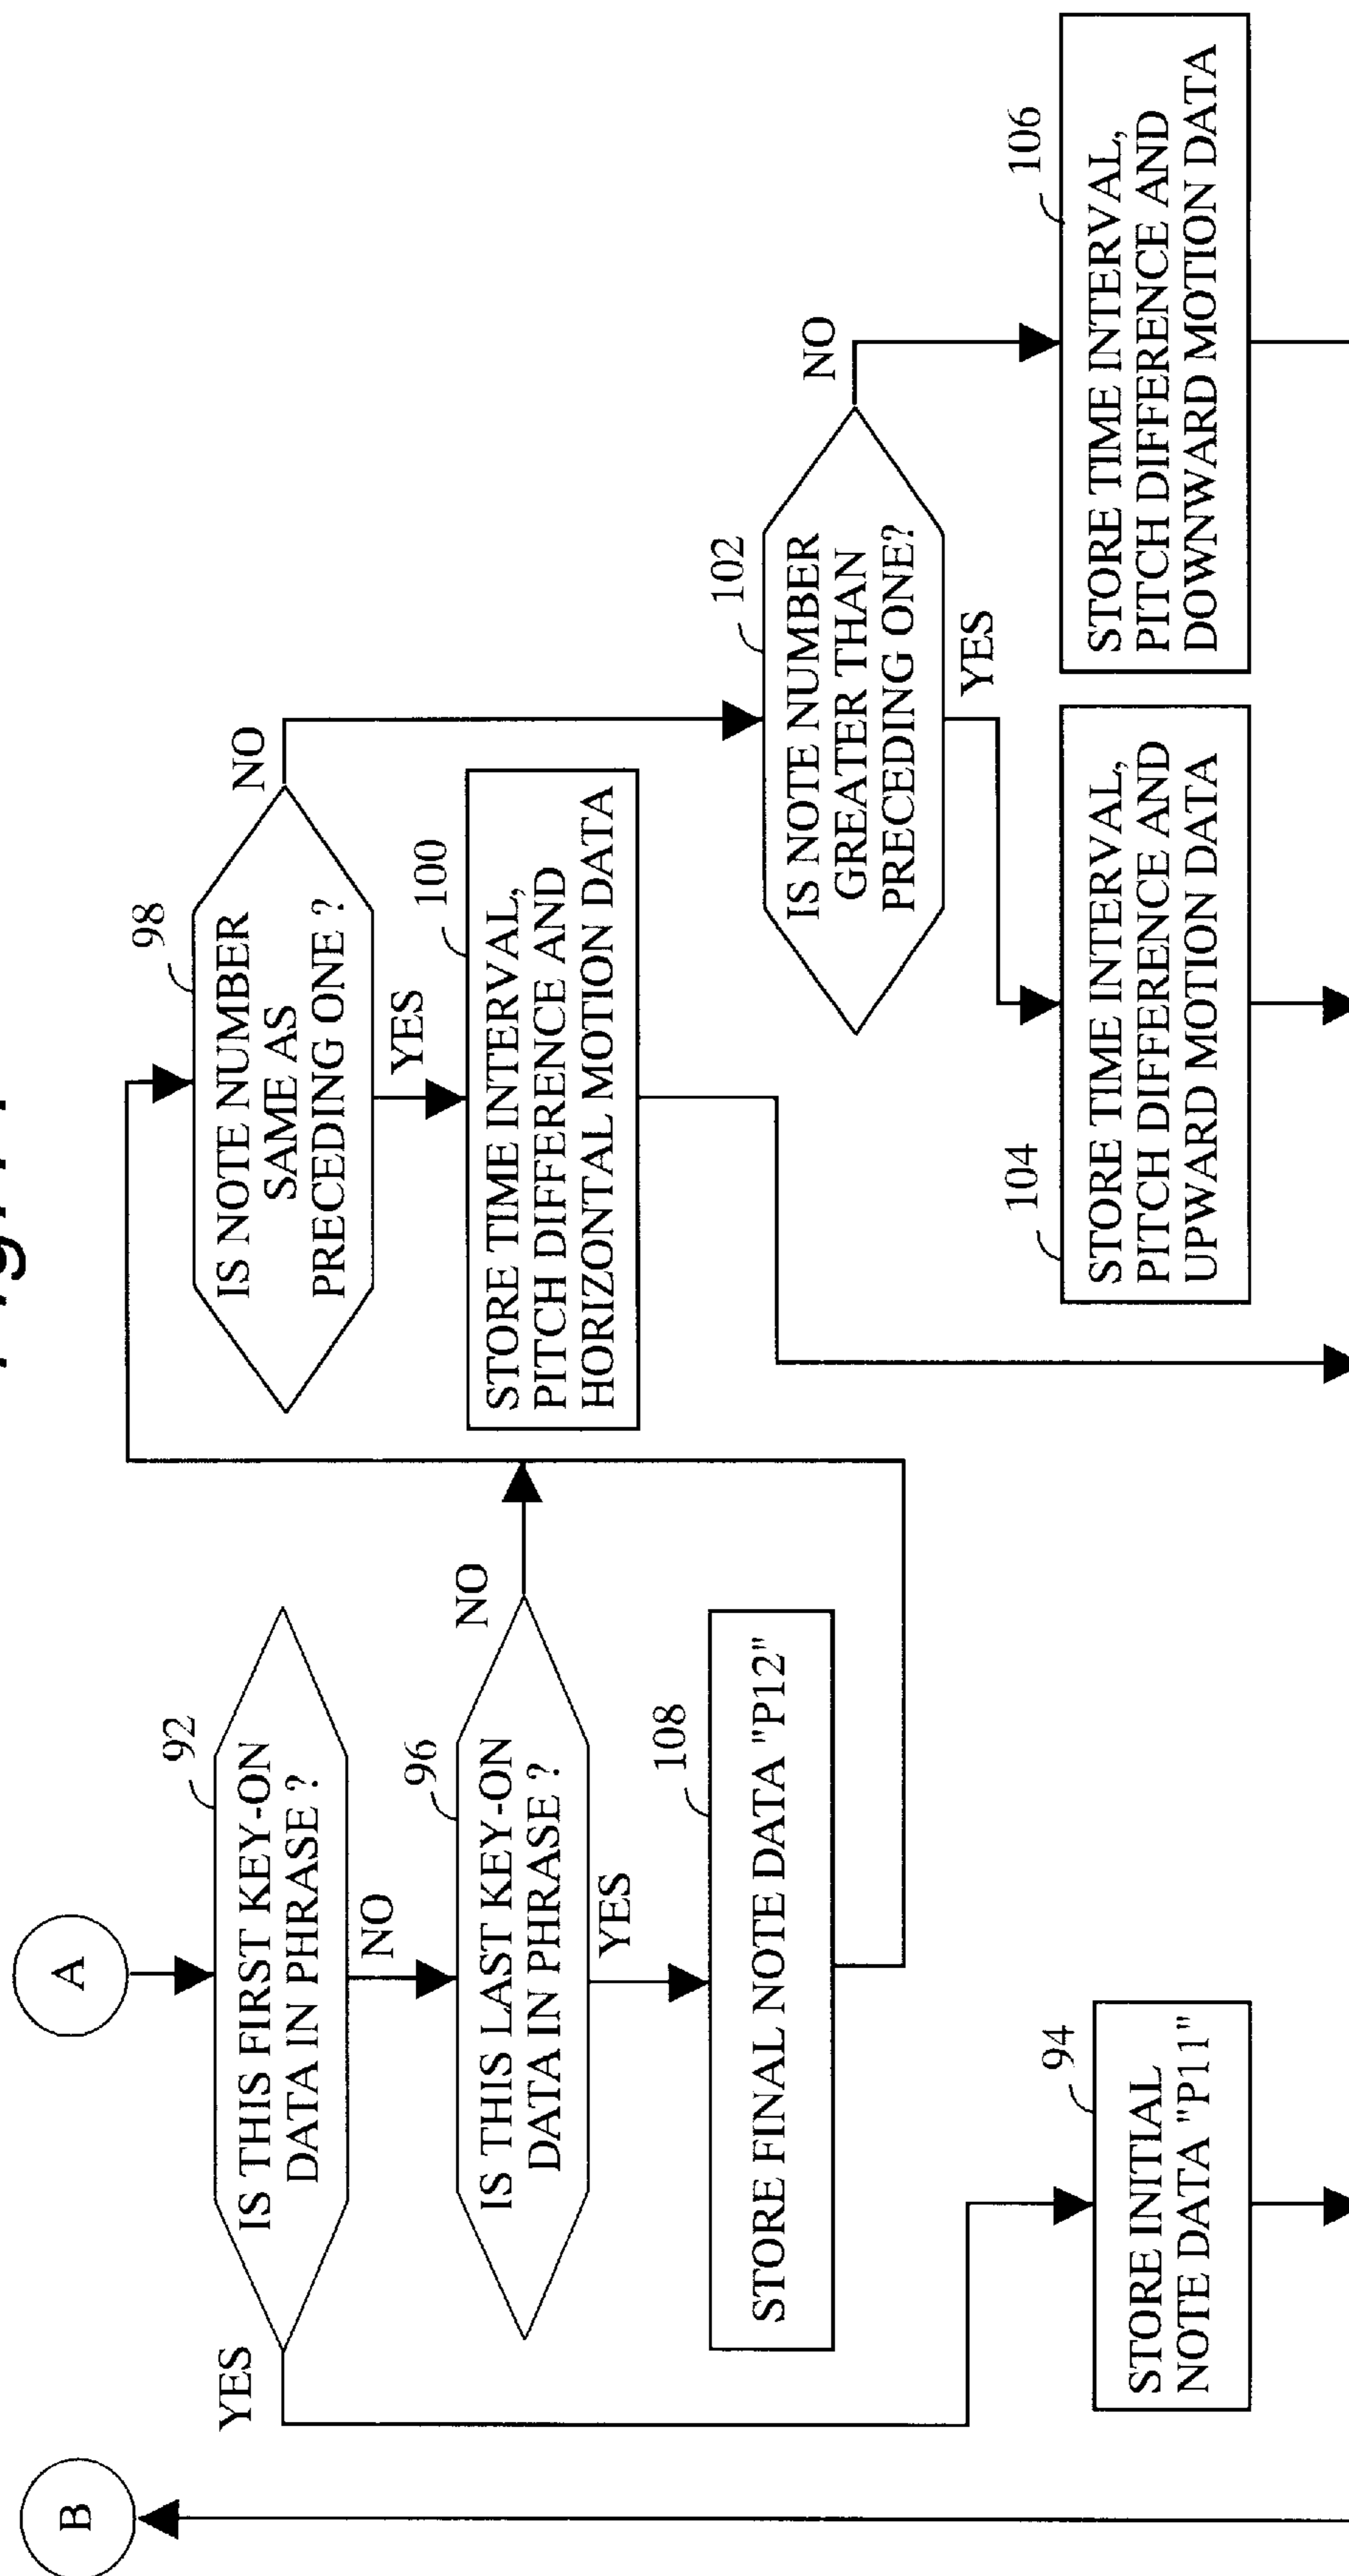 B
A
YES
92
IS THIS FIRST KEY-ON
DATA IN PHRASE ?
NO
96
IS THIS LAST KEY-ON
DATA IN PHRASE ?
NO
YES
108
STORE FINAL NOTE DATA "P12"
94
STORE INITIAL
NOTE DATA "P11"
98
IS NOTE NUMBER
SAME AS
PRECEDING ONE ?
NO
YES
100
STORE TIME INTERVAL,
PITCH DIFFERENCE AND
HORIZONTAL MOTION DATA
102
IS NOTE NUMBER
GREATER THAN
PRECEDING ONE?
NO
YES
104
STORE TIME INTERVAL,
PITCH DIFFERENCE AND
UPWARD MOTION DATA
106
STORE TIME INTERVAL,
PITCH DIFFERENCE AND
DOWNWARD MOTION DATA